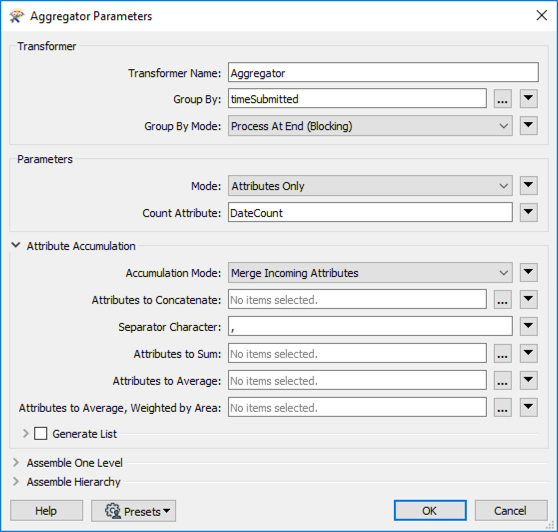 Aggregator Parameters
Transformer
Transformer Name: Aggregator
Group By: timeSubmitted ...
Group By Mode: Process At End (Blocking)
Parameters
Mode: Attributes Only
Count Attribute: DateCount
Attribute Accumulation
Accumulation Mode: Merge Incoming Attributes
Attributes to Concatenate: No items selected. ...
Separator Character: ,
Attributes to Sum: No items selected. ...
Attributes to Average: No items selected. ...
Attributes to Average, Weighted by Area: No items selected. ...
Generate List
Assemble One Level
Assemble Hierarchy
Help Presets OK Cancel